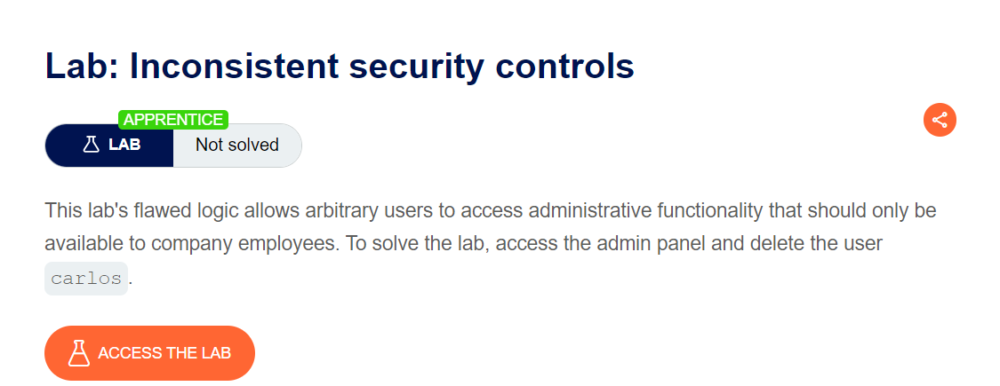 Lab: Inconsistent security controls
APPRENTICE
LAB Not solved
This lab's flawed logic allows arbitrary users to access administrative functionality that should only be
available to company employees. To solve the lab, access the admin panel and delete the user
carlos.
ACCESS THE LAB